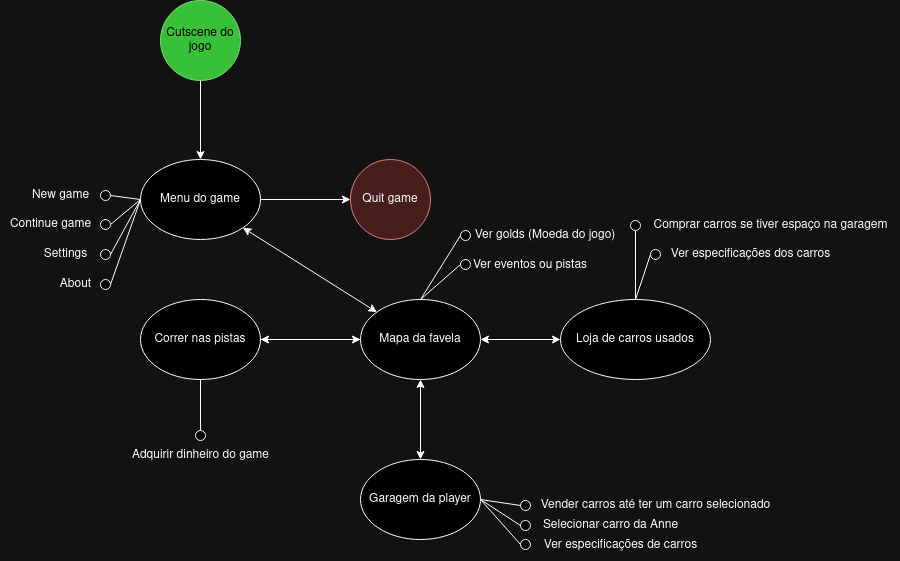 Cutscene do
jogo
New game
Menu do game
Quit game
Continue game
Settings
About
Ver golds (Moeda do jogo)
Ver eventos ou pistas
Comprar carros se tiver espaço na garagem
Ver especificações dos carros
Correr nas pistas
Mapa da favela
Loja de carros usados
Adquirir dinheiro do game
Garagem da player
Vender carros até ter um carro selecionado
Selecionar carro da Anne
Ver especificações de carros